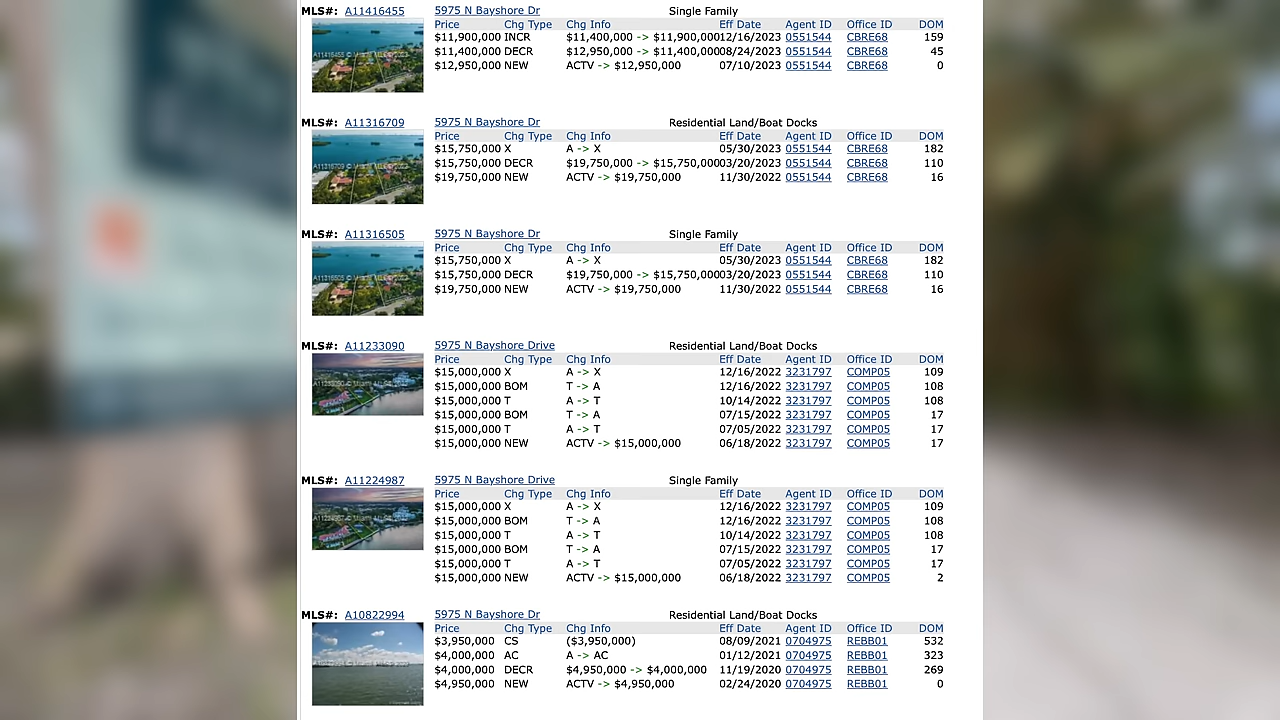 MLS#: A11416455 5975 N Bayshore Dr Single Family
Price Chg Type Chg Info Eff Date Agent ID Office ID DOM
$11,900,000 INCR $11,400,000 -> $11,900,000 12/16/2023 0551544 CBRE68 159
$11,400,000 DECR $12,950,000 -> $11,400,000 0551544 CBRE68 45
$12,950,000 NEW ACTV -> $12,950,000 07/10/2023 0551544 CBRE68 0
MLS#: A11316709 5975 N Bayshore Dr Residential Land/Boat Docks
Price Chg Type Chg Info Eff Date Agent ID Office ID DOM
$15,750,000 X A -> X 05/30/2023 0551544 CBRE68 182
$15,750,000 DECR $19,750,000 -> $15,750,000 0551544 CBRE68 110
$19,750,000 NEW ACTV -> $19,750,000 11/30/2022 0551544 CBRE68 16
MLS#: A11316505 5975 N Bayshore Dr Single Family
Price Chg Type Chg Info Eff Date Agent ID Office ID DOM
$15,750,000 X A -> X 05/30/2023 0551544 CBRE68 182
$15,750,000 DECR $19,750,000 -> $15,750,000 0551544 CBRE68 110
$19,750,000 NEW ACTV -> $19,750,000 11/30/2022 0551544 CBRE68 16
MLS#: A11233090 5975 N Bayshore Drive Residential Land/Boat Docks
Price Chg Type Chg Info Eff Date Agent ID Office ID DOM
$15,000,000 X A -> X 12/16/2022 3231797 COMP05 109
$15,000,000 BOM T -> A 3231797 COMP05 108
$15,000,000 T A -> T 10/14/2022 3231797 COMP05 108
$15,000,000 BOM T -> A 07/15/2022 3231797 COMP05 17
$15,000,000 T A -> T 07/05/2022 3231797 COMP05 17
$15,000,000 NEW ACTV -> $15,000,000 06/18/2022 3231797 COMP05 17
MLS#: A11224987 5975 N Bayshore Drive Single Family
Price Chg Type Chg Info Eff Date Agent ID Office ID DOM
$15,000,000 X A -> X 3231797 COMP05 109
$15,000,000 BOM T -> A 3231797 COMP05 108
$15,000,000 T A -> T 10/14/2022 3231797 COMP05 108
$15,000,000 BOM T -> A 07/15/2022 3231797 COMP05 17
$15,000,000 T A -> T 07/05/2022 3231797 COMP05 17
$15,000,000 NEW ACTV -> $15,000,000 06/18/2022 3231797 COMP05 2
MLS#: A10822994 5975 N Bayshore Dr Residential Land/Boat Docks
Price Chg Type Chg Info Eff Date Agent ID Office ID DOM
$3,950,000 CS ($3,950,000) 08/09/2021 0704975 REBB01 532
$4,000,000 AC A -> AC 01/12/2021 0704975 REBB01 323
$4,000,000 DECR $4,950,000 -> $4,000,000 11/12/2020 0704975 REBB01 269
$4,950,000 NEW ACTV -> $4,950,000 02/24/2020 0704975 REBB01 0